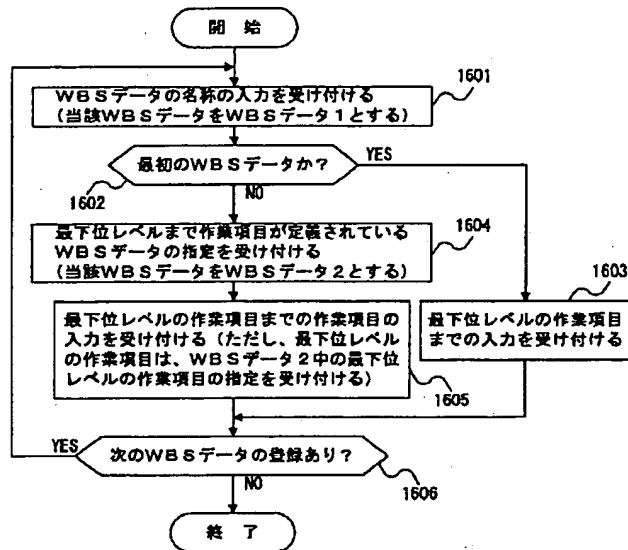 開 始
1601
WBSデータの名称の入力を受け付ける
(当該WBSデータをWBSデータ1とする)
最初のWBSデータか?
YES
1602
NO
1604
最下位レベルまで作業項目が定義されている
WBSデータの指定を受け付ける
(当該WBSデータをWBSデータ2とする)
1603
最下位レベルの作業項目までの作業項目の
入力を受け付ける(ただし、最下位レベル
の作業項目は、WBSデータ2中の最下位
レベルの作業項目の指定を受け付ける)
最下位レベルの作業項目
までの入力を受け付ける
1605
YES
次のWBSデータの登録あり?
NO
1606
終 了